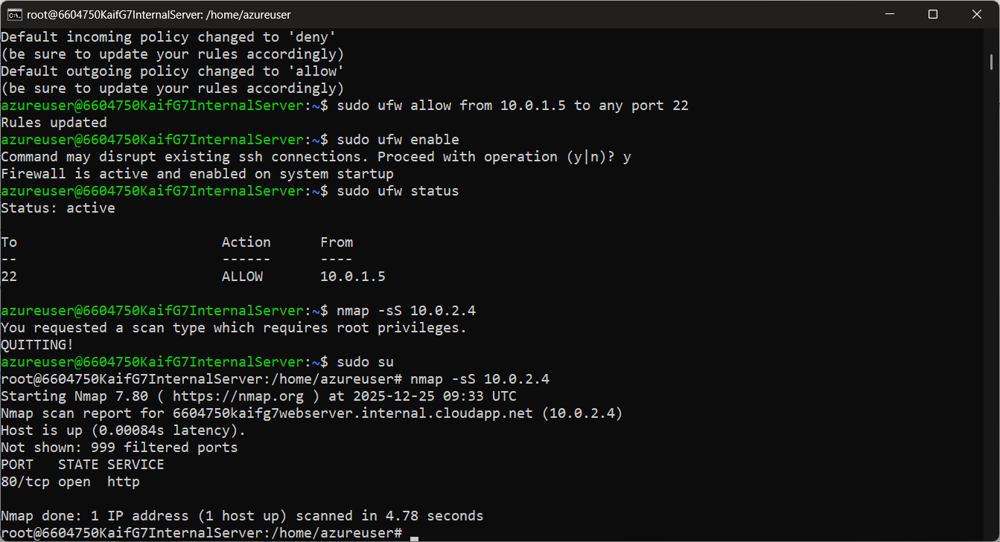 root@6604750KaifG7InternalServer: /home/azureuser
Default incoming policy changed to 'deny'
(be sure to update your rules accordingly)
Default outgoing policy changed to 'allow'
(be sure to update your rules accordingly)
azureuser@6604750KaifG7InternalServer:~$ sudo ufw allow from 10.0.1.5 to any port 22
Rules updated
azureuser@6604750KaifG7InternalServer:~$ sudo ufw enable
Command may disrupt existing ssh connections. Proceed with operation (y|n)? y
Firewall is active and enabled on system startup
azureuser@6604750KaifG7InternalServer:~$ sudo ufw status
Status: active
To                         Action      From
--                         ------      ----
22                         ALLOW       10.0.1.5
azureuser@6604750KaifG7InternalServer:~$ nmap -sS 10.0.2.4
You requested a scan type which requires root privileges.
QUITTING!
azureuser@6604750KaifG7InternalServer:~$ sudo su
root@6604750KaifG7InternalServer:/home/azureuser# nmap -sS 10.0.2.4
Starting Nmap 7.80 ( https://nmap.org ) at 2025-12-25 09:33 UTC
Nmap scan report for 6604750kaifg7webserver.internal.cloudapp.net (10.0.2.4)
Host is up (0.00084s latency).
Not shown: 999 filtered ports
PORT   STATE SERVICE
80/tcp open  http
Nmap done: 1 IP address (1 host up) scanned in 4.78 seconds
root@6604750KaifG7InternalServer:/home/azureuser#